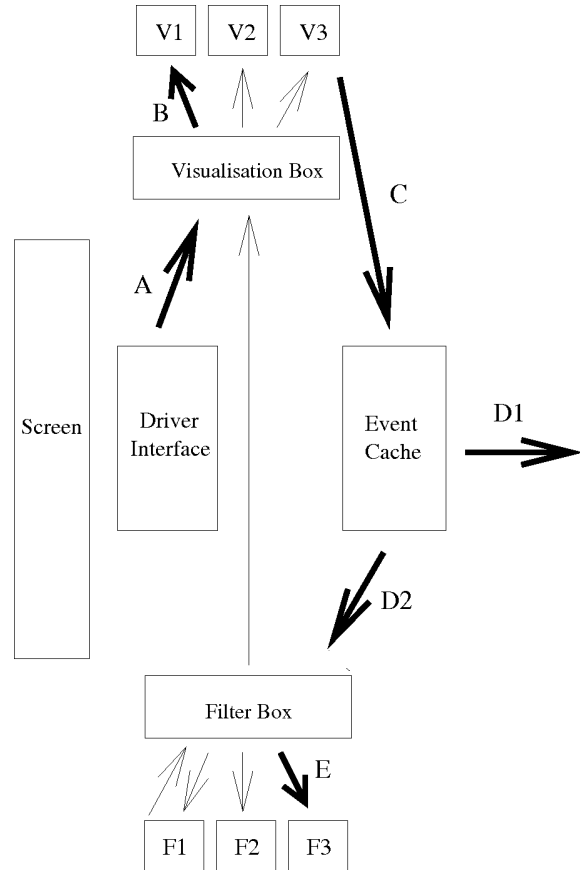 V1 V2 V3
B
Visualisation Box
C
A
Screen
Driver
Interface
Event
Cache
D1
D2
Filter Box
E
F1 F2 F3